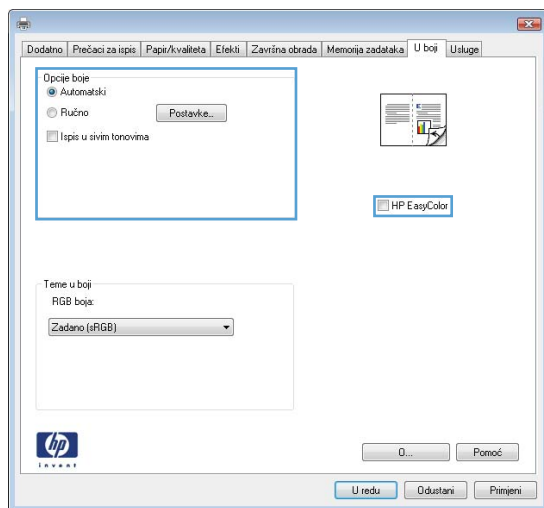 Dodatno Prečaci za ispis Papir/kvaliteta Efekti Završna obrada Memorija zadataka U boji Usluge
Opcije boje
Automatski
Ručno Postavke..
Ispis u sivim tonovima
HP EasyColor
Teme u boji
RGB boja:
Zadano (sRGB)
hp
invent
O... Pomoć
U redu Odustani Primjeni